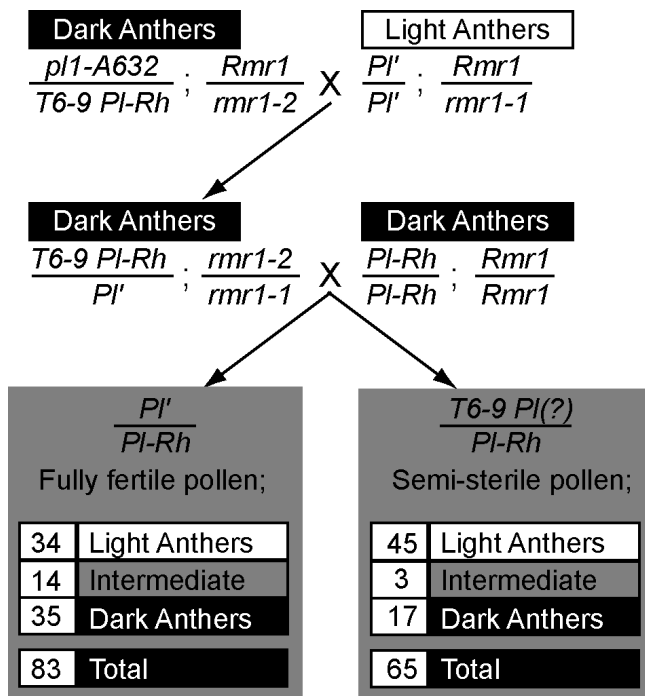 Dark Anthers Light Anthers
pl1-A632 Rmr1 Pl' Rmr1
; X ;
T6-9 Pl-Rh rmr1-2 Pl' rmr1-1
Dark Anthers Dark Anthers
T6-9 Pl-Rh rmr1-2 Pl-Rh Rmr1
; X ;
Pl' rmr1-1 Pl-Rh Rmr1
Pl'
Pl-Rh
Fully fertile pollen;
34 Light Anthers
14 Intermediate
35 Dark Anthers
83 Total
T6-9 Pl(?)
Pl-Rh
Semi-sterile pollen;
45 Light Anthers
3 Intermediate
17 Dark Anthers
65 Total